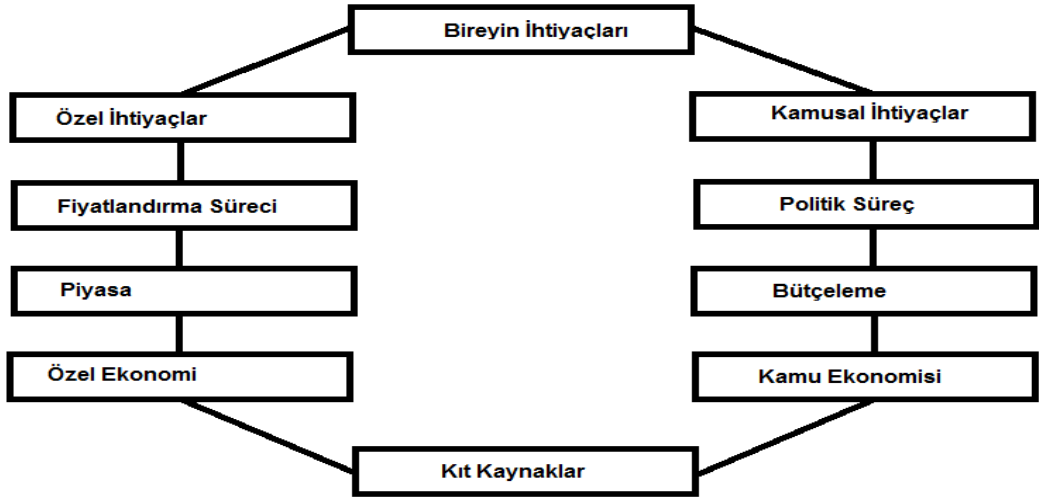 Bireyin İhtiyaçları
Özel İhtiyaçlar
Kamusal İhtiyaçlar
Fiyatlandırma Süreci
Politik Süreç
Piyasa
Bütçeleme
Özel Ekonomi
Kamu Ekonomisi
Kıt Kaynaklar